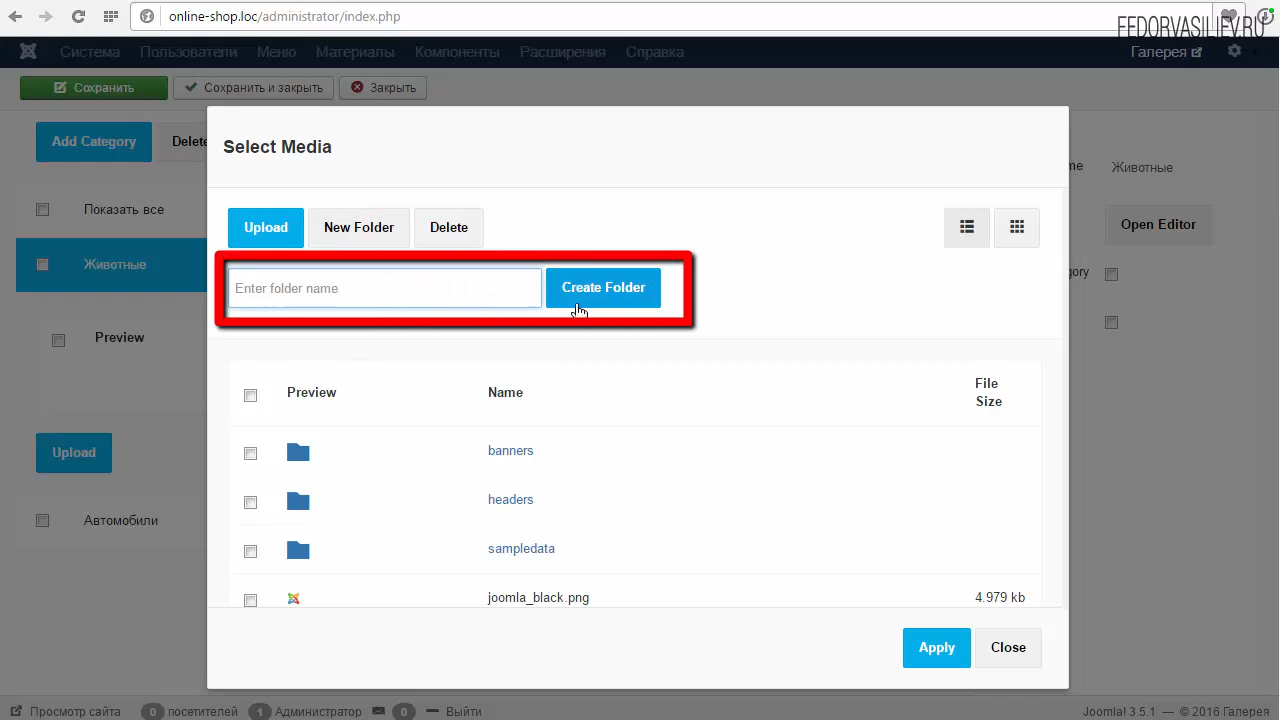 online-shop.loc/administrator/index.php
FEDORVASILIEV.RU
Система Пользователи Меню Материалы Компоненты Расширения Справка Галерея
Сохранить Сохранить и закрыть Закрыть
Add Category Delete
Select Media
Животные
Показать все
Upload New Folder Delete
Open Editor
Животные
Enter folder name Create Folder
Preview
Preview Name File Size
banners
Upload
headers
Автомобили
sampledata
joomla_black.png 4.979 kb
Apply Close
Просмотр сайта 0 посетителей 1 Администратор 0 Выйти Joomla! 3.5.1 — © 2016 Галерея